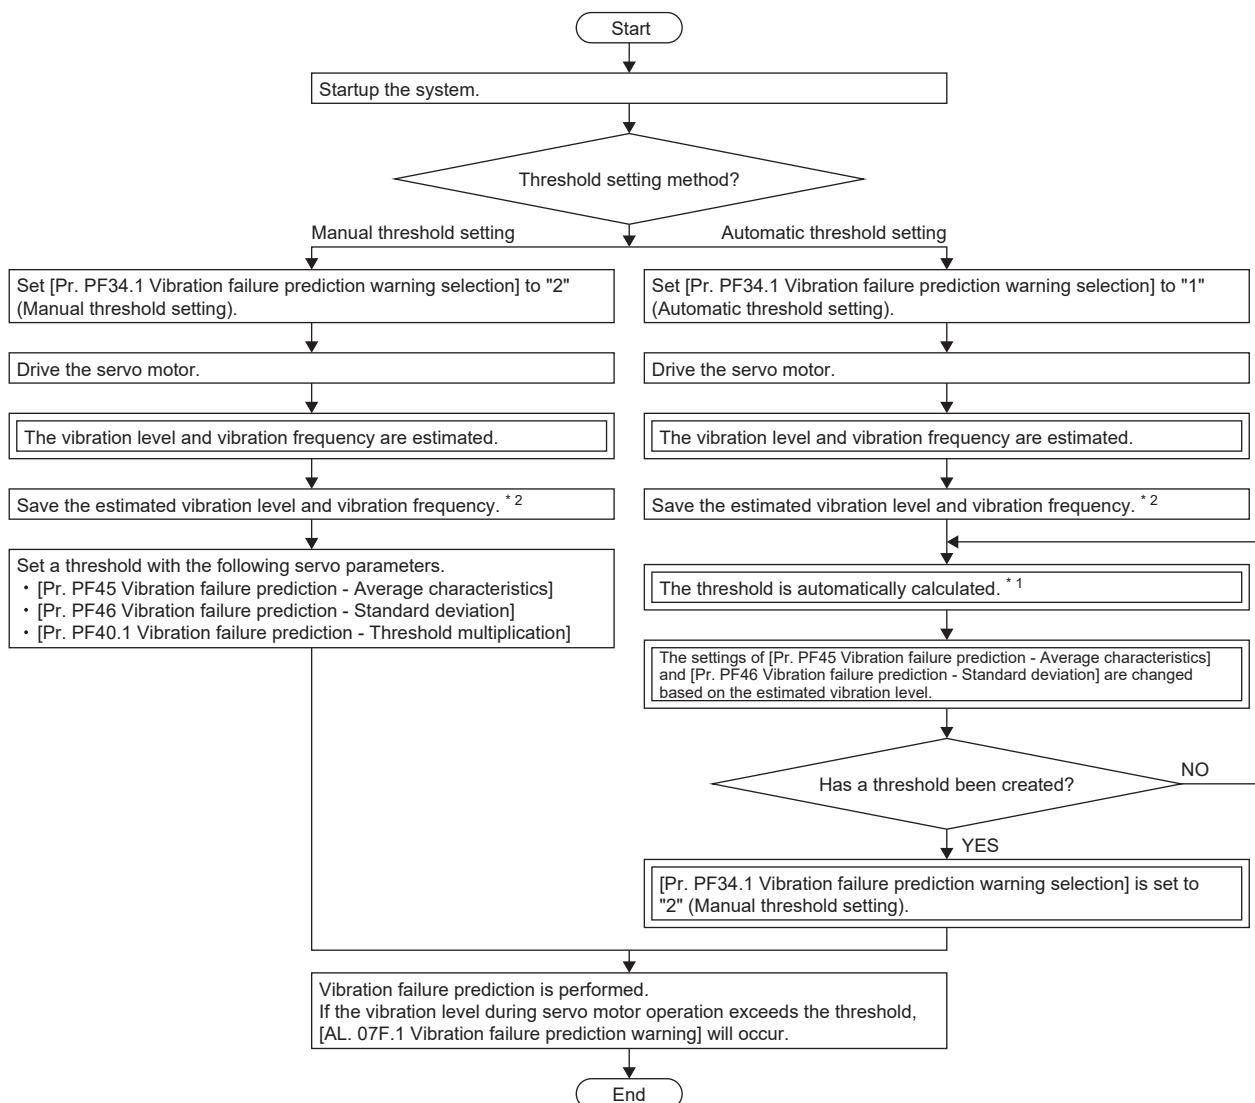 Start
Startup the system.
Threshold setting method?
Manual threshold setting
Automatic threshold setting
Set [Pr. PF34.1 Vibration failure prediction warning selection] to "2"
(Manual threshold setting).
Drive the servo motor.
The vibration level and vibration frequency are estimated.
Save the estimated vibration level and vibration frequency. * 2
Set a threshold with the following servo parameters.
・[Pr. PF45 Vibration failure prediction - Average characteristics]
・[Pr. PF46 Vibration failure prediction - Standard deviation]
・[Pr. PF40.1 Vibration failure prediction - Threshold multiplication]
Set [Pr. PF34.1 Vibration failure prediction warning selection] to "1"
(Automatic threshold setting).
Drive the servo motor.
The vibration level and vibration frequency are estimated.
Save the estimated vibration level and vibration frequency. * 2
The threshold is automatically calculated. * 1
The settings of [Pr. PF45 Vibration failure prediction - Average characteristics]
and [Pr. PF46 Vibration failure prediction - Standard deviation] are changed
based on the estimated vibration level.
Has a threshold been created?
NO
YES
[Pr. PF34.1 Vibration failure prediction warning selection] is set to
"2" (Manual threshold setting).
Vibration failure prediction is performed.
If the vibration level during servo motor operation exceeds the threshold,
[AL. 07F.1 Vibration failure prediction warning] will occur.
End